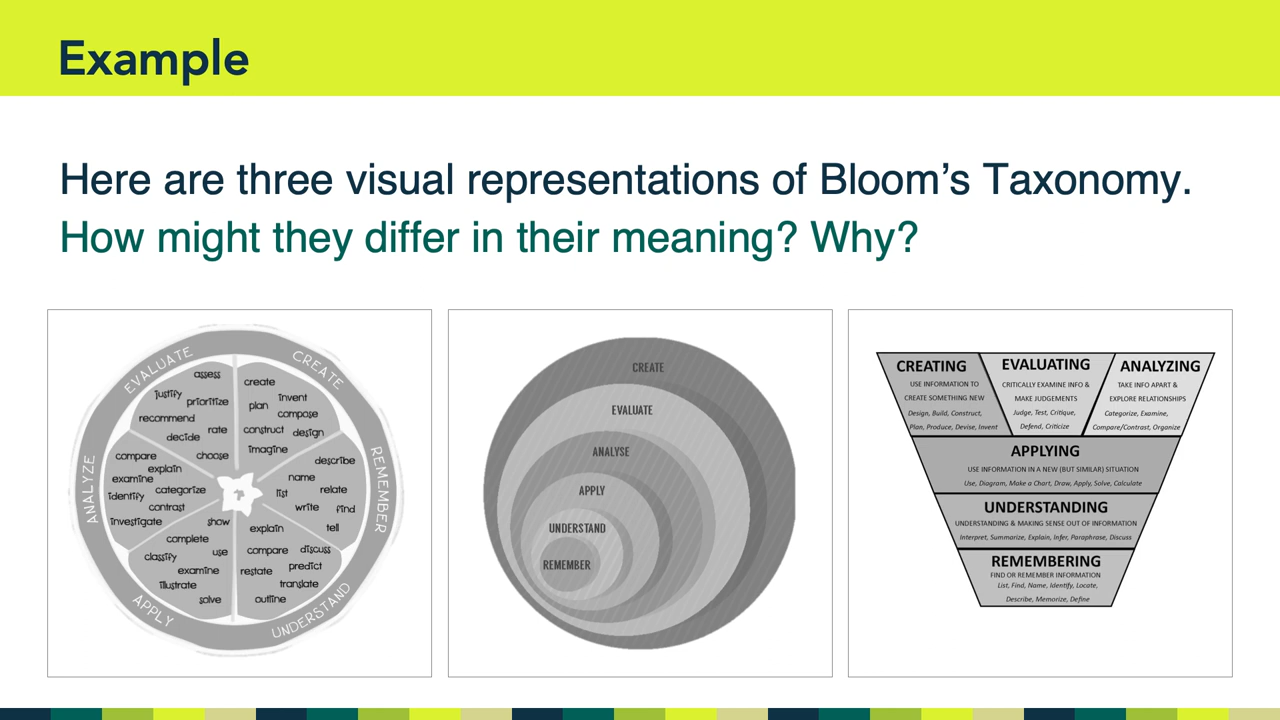 Example
Here are three visual representations of Bloom’s Taxonomy.
How might they differ in their meaning? Why?
EVALUATE
assess
justify
prioritize
recommend
rate
decide
choose
CREATE
create
invent
plan
compose
construct
design
imagine
REMEMBER
describe
name
list
relate
write
find
tell
UNDERSTAND
explain
compare
discuss
restate
predict
translate
outline
APPLY
show
complete
use
classify
examine
illustrate
solve
ANALYZE
compare
explain
examine
categorize
identify
contrast
investigate
CREATE
EVALUATE
ANALYSE
APPLY
UNDERSTAND
REMEMBER
CREATING
USE INFORMATION TO
CREATE SOMETHING NEW
Design, Build, Construct,
Plan, Produce, Devise, Invent
EVALUATING
CRITICALLY EXAMINE INFO &
MAKE JUDGEMENTS
Judge, Test, Critique,
Defend, Criticize
ANALYZING
TAKE INFO APART &
EXPLORE RELATIONSHIPS
Categorize, Examine,
Compare/Contrast, Organize
APPLYING
USE INFORMATION IN A NEW (BUT SIMILAR) SITUATION
Use, Diagram, Make a Chart, Draw, Apply, Solve, Calculate
UNDERSTANDING
UNDERSTANDING & MAKING SENSE OUT OF INFORMATION
Interpret, Summarize, Explain, Infer, Paraphrase, Discuss
REMEMBERING
FIND OR REMEMBER INFORMATION
List, Find, Name, Identify, Locate,
Describe, Memorize, Define